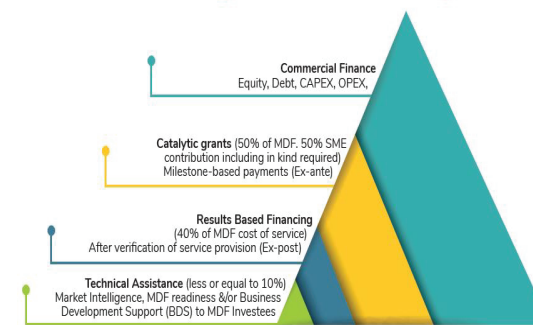 Commercial Finance
Equity, Debt, CAPEX, OPEX,
Catalytic grants (50% of MDF. 50% SME
contribution including in kind required)
Milestone-based payments (Ex-ante)
Results Based Financing
(40% of MDF cost of service)
After verification of service provision (Ex-post)
Technical Assistance (less or equal to 10%)
Market Intelligence, MDF readiness &/or Business
Development Support (BDS) to MDF Investees